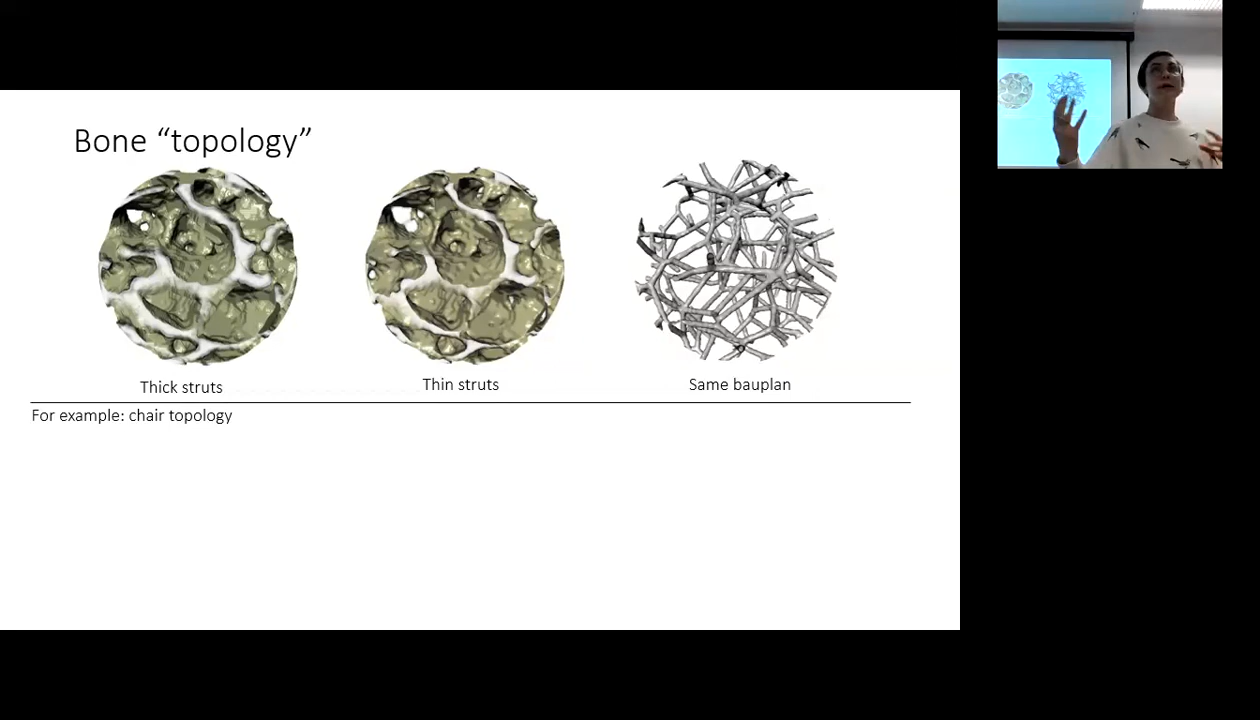 Bone “topology”
Thick struts
Thin struts
Same bauplan
For example: chair topology